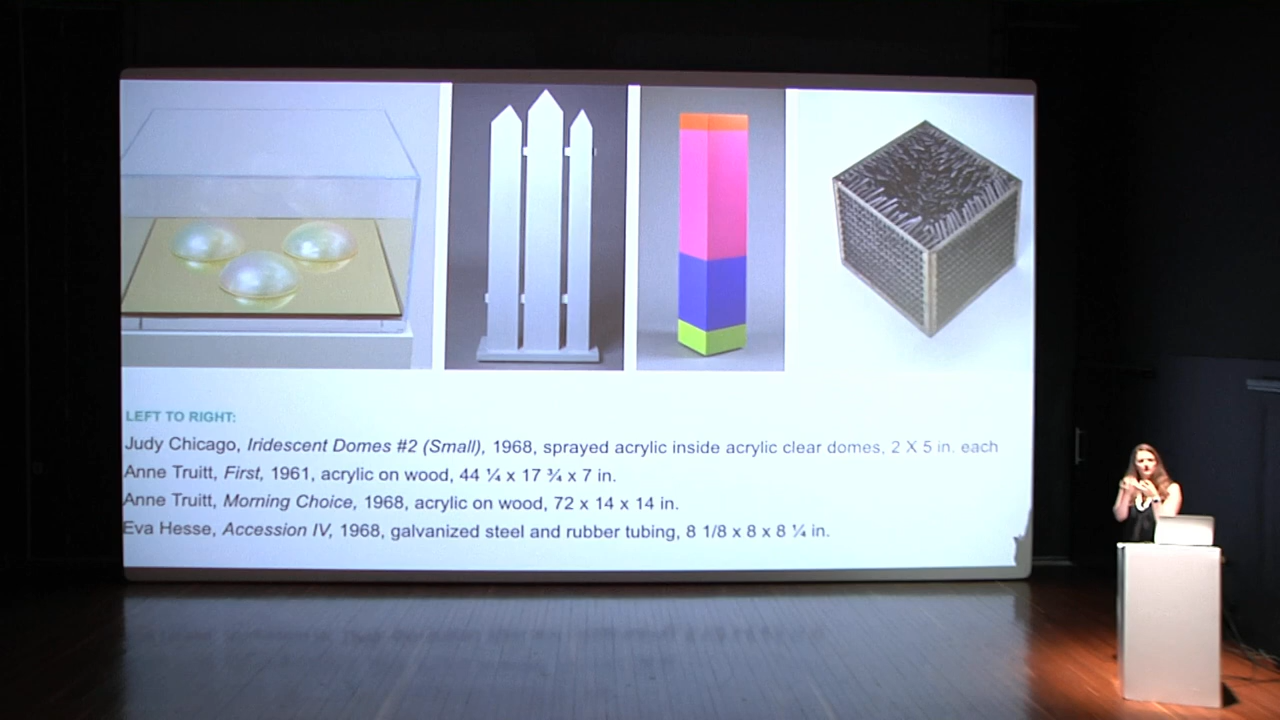 LEFT TO RIGHT:
Judy Chicago, Iridescent Domes #2 (Small), 1968, sprayed acrylic inside acrylic clear domes, 2 X 5 in. each
Anne Truitt, First, 1961, acrylic on wood, 44 ¼ x 17 ¾ x 7 in.
Anne Truitt, Morning Choice, 1968, acrylic on wood, 72 x 14 x 14 in.
Eva Hesse, Accession IV, 1968, galvanized steel and rubber tubing, 8 1/8 x 8 x 8 ¼ in.